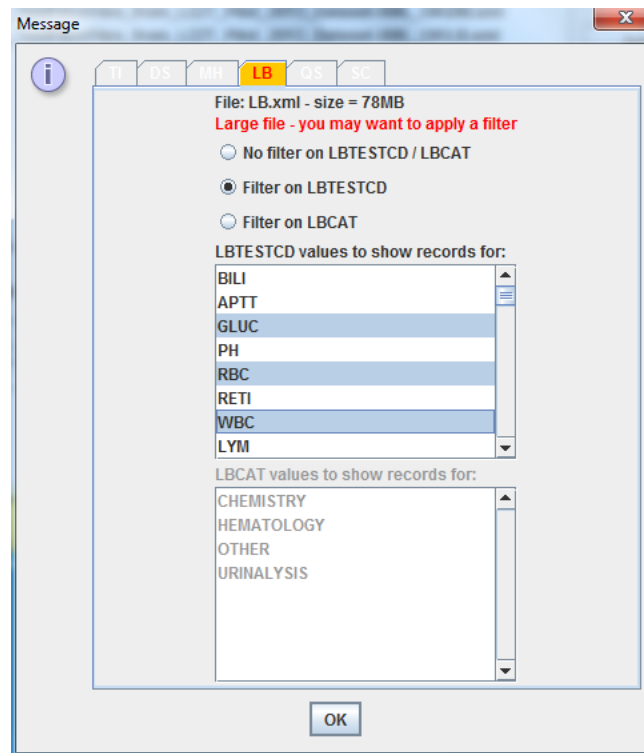 Message
TI DS MH LB QS SC
File: LB.xml - size = 78MB
Large file - you may want to apply a filter
No filter on LBTESTCD / LBCAT
Filter on LBTESTCD
Filter on LBCAT
LBTESTCD values to show records for:
BILI
APTT
GLUC
PH
RBC
RETI
WBC
LYM
LBCAT values to show records for:
CHEMISTRY
HEMATOLOGY
OTHER
URINALYSIS
OK